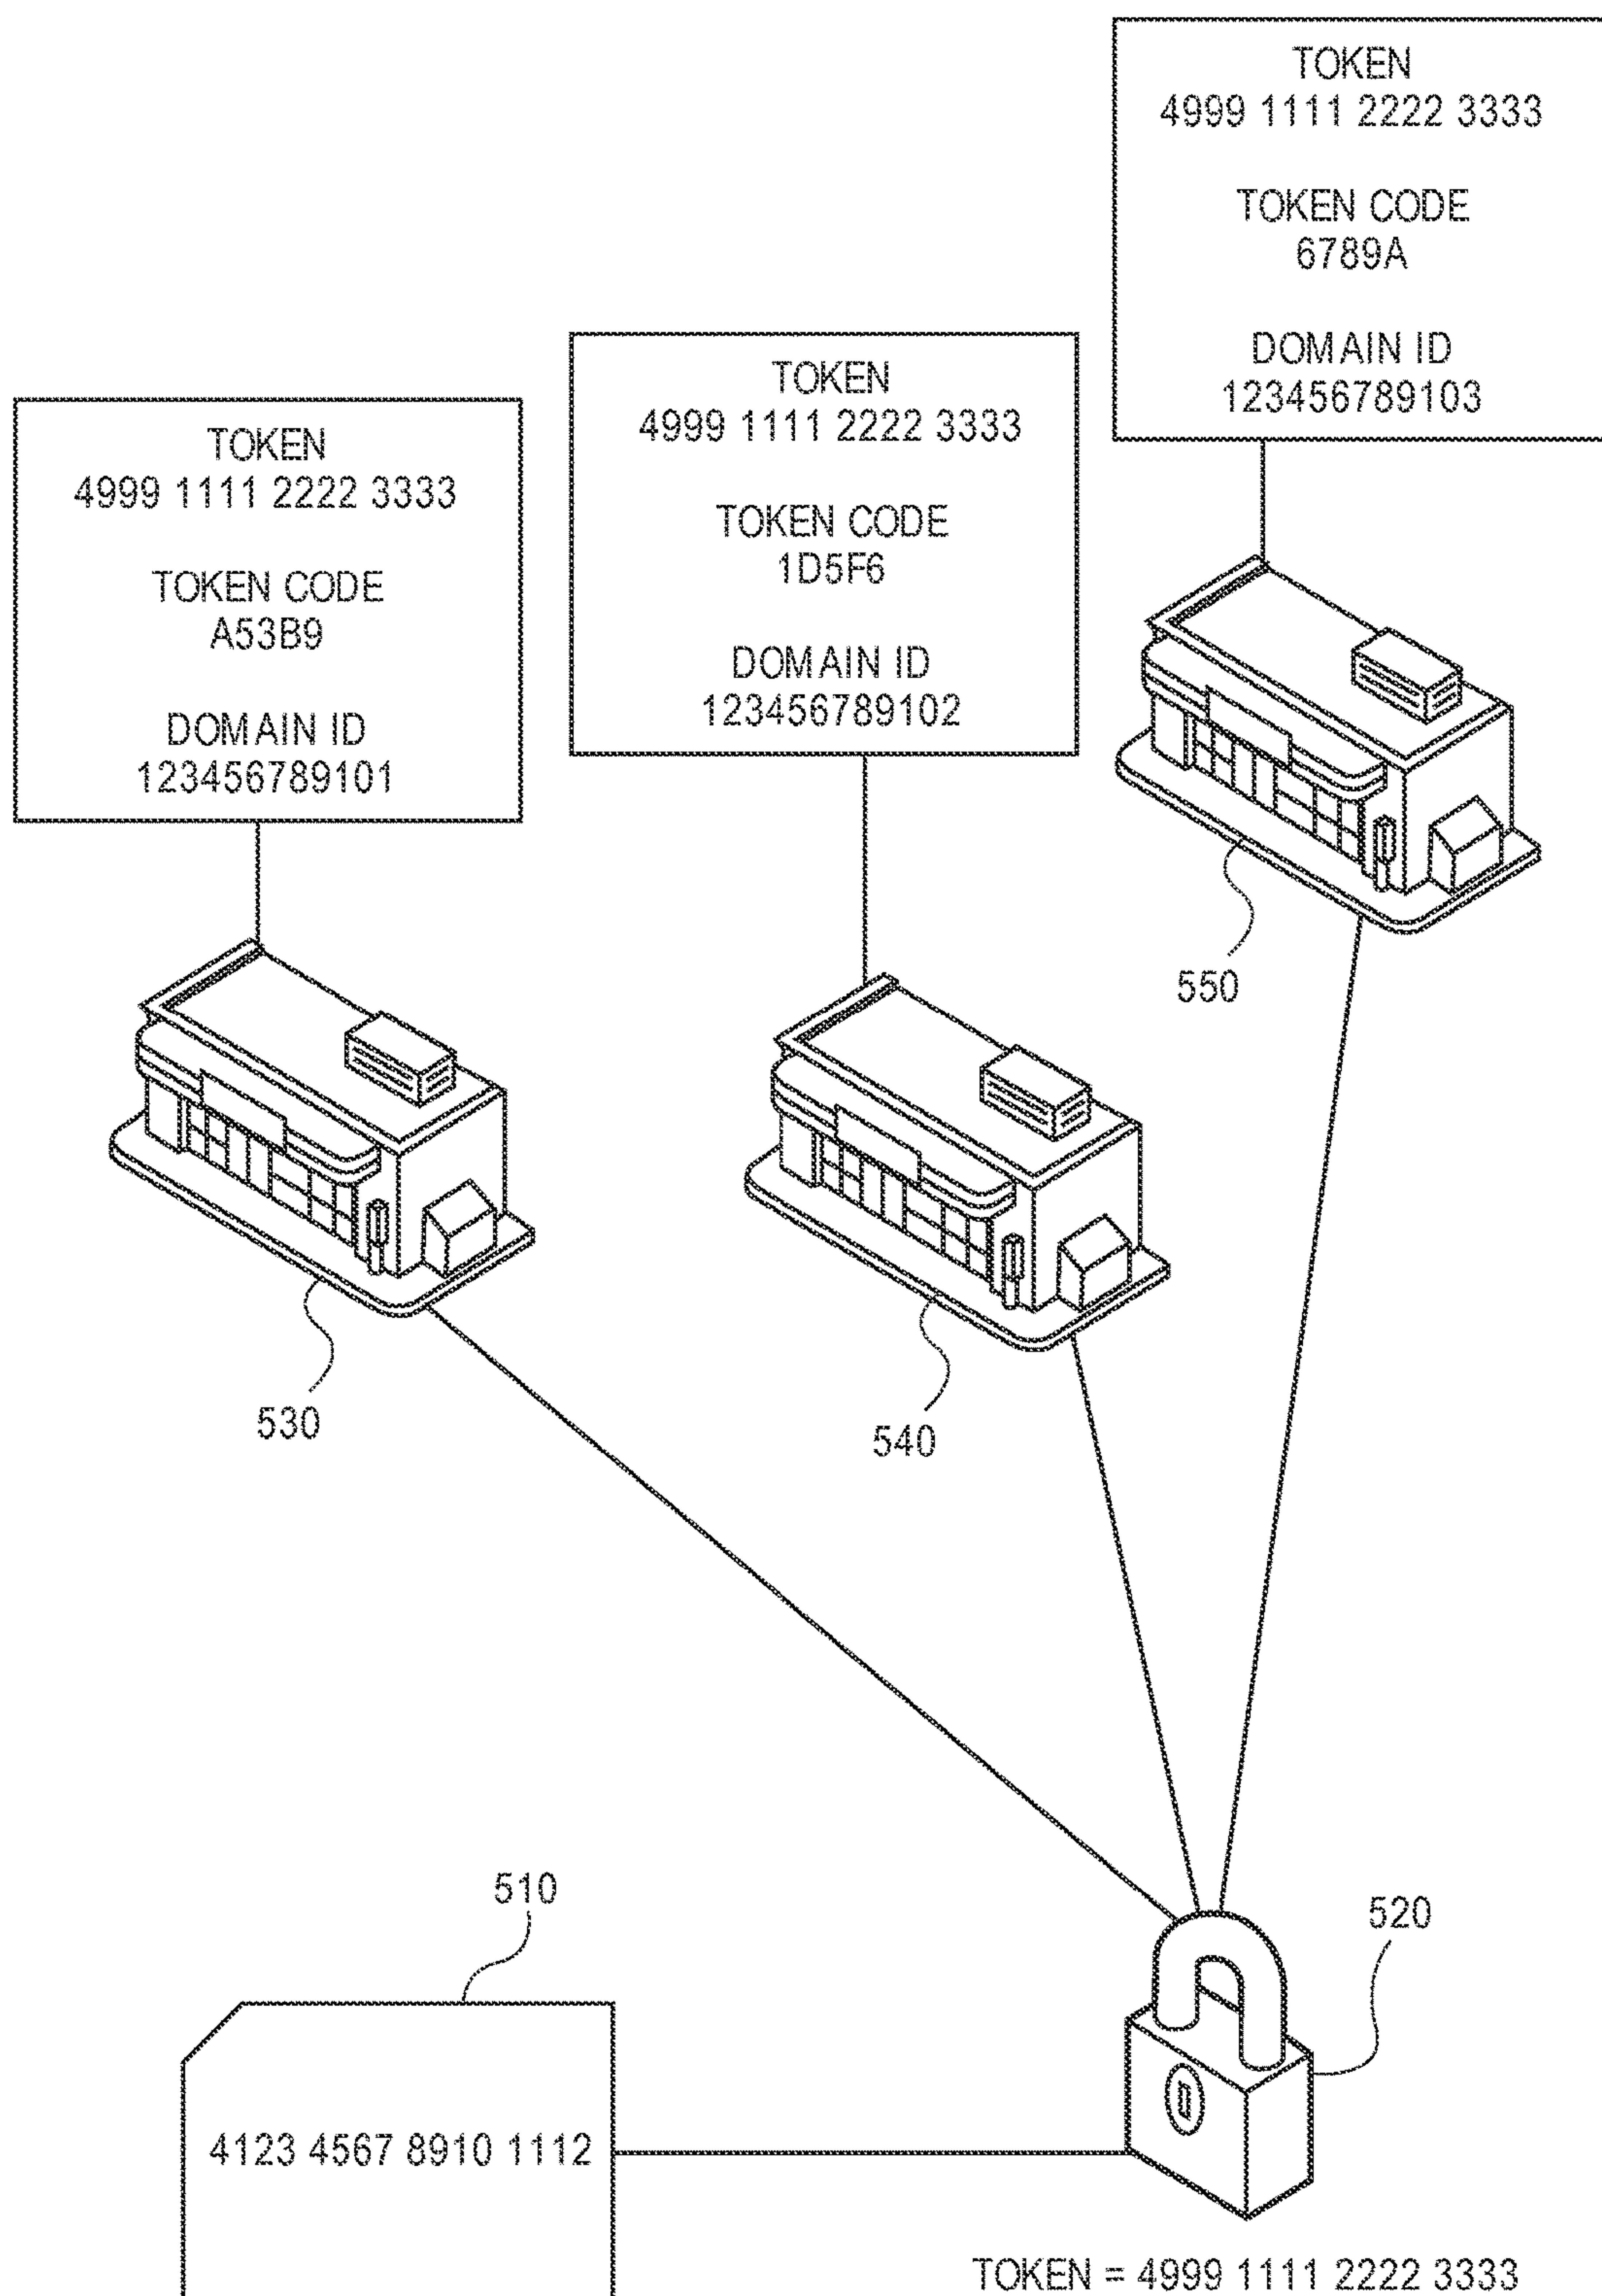 TOKEN
4999 1111 2222 3333
TOKEN CODE
6789A
DOMAIN ID
123456789103
TOKEN
4999 1111 2222 3333
TOKEN CODE
1D5F6
DOMAIN ID
123456789102
TOKEN
4999 1111 2222 3333
TOKEN CODE
A53B9
DOMAIN ID
123456789101
550
530
540
510
520
4123 4567 8910 1112
TOKEN = 4999 1111 2222 3333